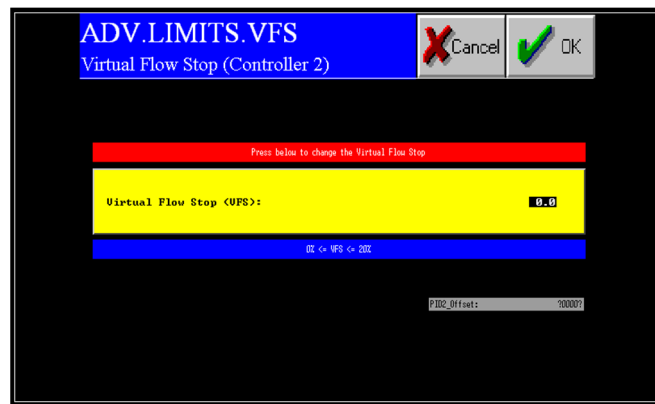 ADV.LIMITS.VFS
Virtual Flow Stop (Controller 2)
Cancel
OK
Press below to change the Virtual Flow Stop
Virtual Flow Stop (VFS):
0.0
0% <= VFS <= 20%
PID2_Offset:
?0000?